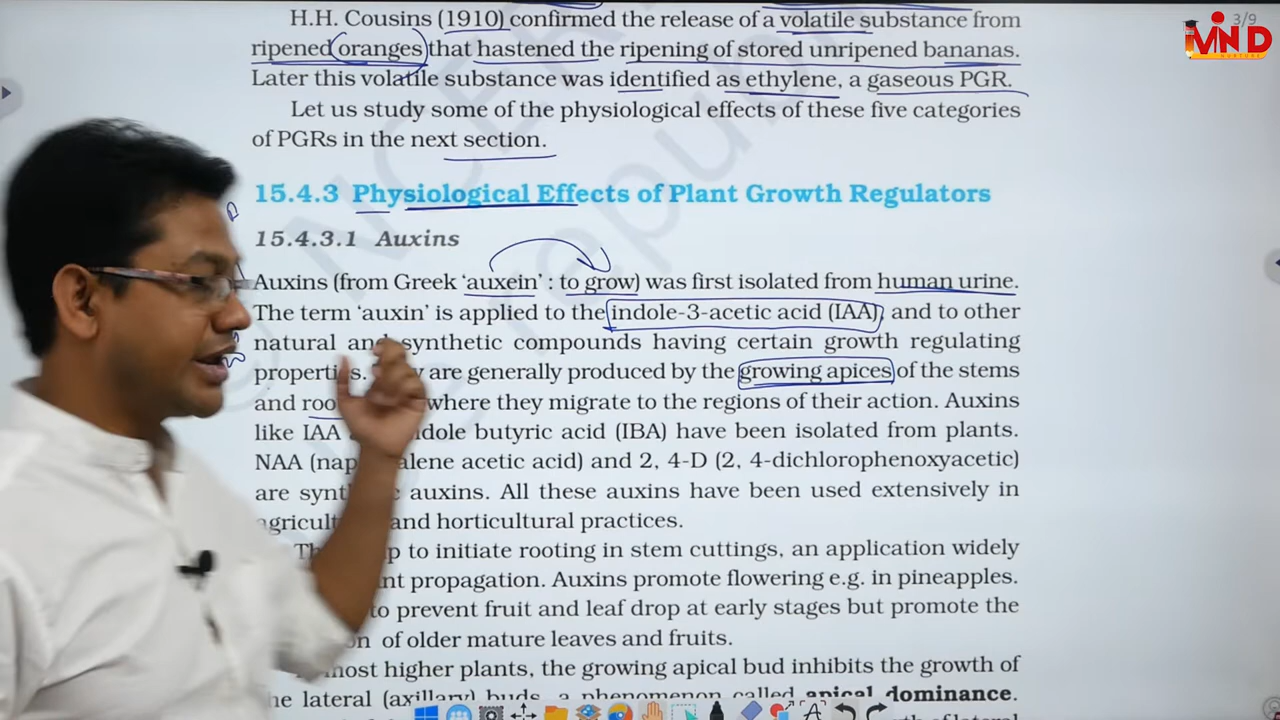 H.H. Cousins (1910) confirmed the release of a volatile substance from
ripened oranges that hastened the ripening of stored unripened bananas.
Later this volatile substance was identified as ethylene, a gaseous PGR.
Let us study some of the physiological effects of these five categories
of PGRs in the next section.
15.4.3 Physiological Effects of Plant Growth Regulators
15.4.3.1 Auxins
Auxins (from Greek ‘auxein’ : to grow) was first isolated from human urine.
The term ‘auxin’ is applied to the indole-3-acetic acid (IAA), and to other
natural and synthetic compounds having certain growth regulating
properties. are generally produced by the growing apices of the stems
and where they migrate to the regions of their action. Auxins
like IAA indole butyric acid (IBA) have been isolated from plants.
NAA and 2, 4-D (2, 4-dichlorophenoxyacetic)
are auxins. All these auxins have been used extensively in
and horticultural practices.
to initiate rooting in stem cuttings, an application widely
propagation. Auxins promote flowering e.g. in pineapples.
to prevent fruit and leaf drop at early stages but promote the
of older mature leaves and fruits.
most higher plants, the growing apical bud inhibits the growth of
the lateral (axillary) buds, a phenomenon called apical dominance.
3/9
MIND